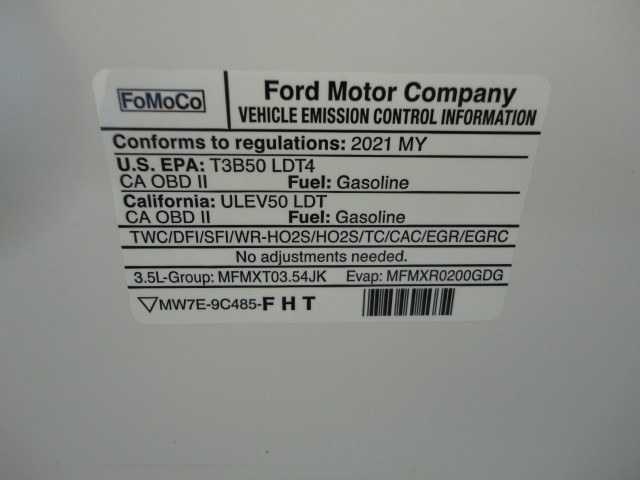 FoMoCo
Ford Motor Company
VEHICLE EMISSION CONTROL INFORMATION
Conforms to regulations: 2021 MY
U.S. EPA: T3B50 LDT4
CA OBD II Fuel: Gasoline
California: ULEV50 LDT
CA OBD II Fuel: Gasoline
TWC/DFI/SFI/WR-HO2S/HO2S/TC/CAC/EGR/EGRC
No adjustments needed.
3.5L-Group: MFMXT03.54JK Evap: MFMXR0200GDG
MW7E-9C485-F H T